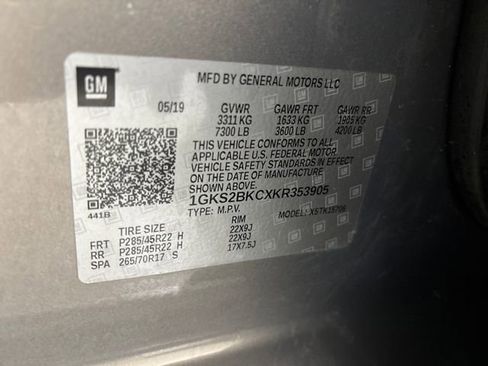 GM
MFD BY GENERAL MOTORS LLC
05/19 GVWR GAWR FRT GAWR RR
3311 KG 1633 KG 1905 KG
7300 LB 3600 LB 4200 LB
THIS VEHICLE CONFORMS TO ALL
APPLICABLE U.S. FEDERAL MOTOR
VEHICLE SAFETY STANDARDS IN EFFECT
ON THE DATE OF MANUFACTURE
SHOWN ABOVE.
1GKS2BKCXKR353905
TYPE: M.P.V. MODEL:
441B
TIRE SIZE RIM
FRT P285/45R22 H 22X9J
RR P285/45R22 H 22X9J
SPA 265/70R17 S 17X7.5J